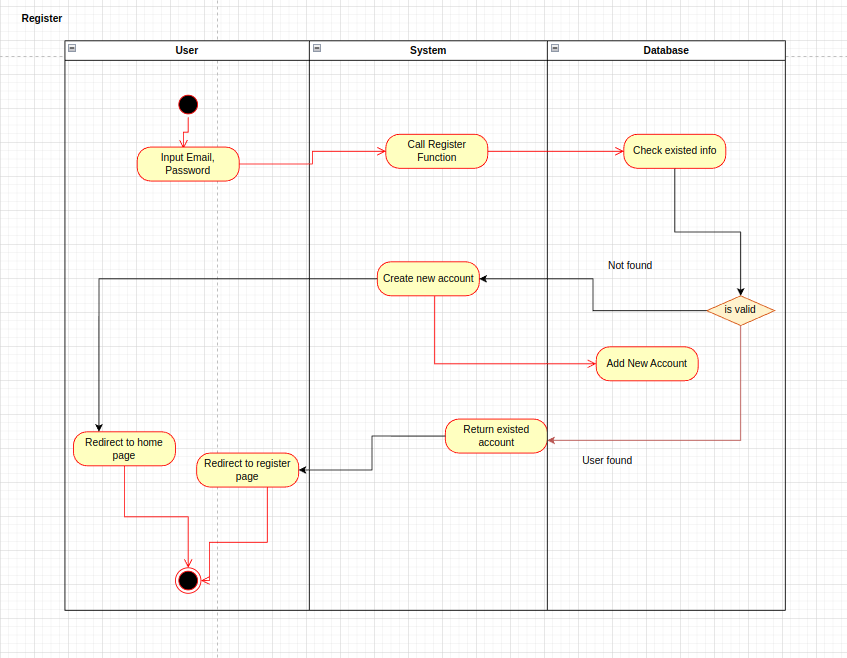 Register
User
System
Database
Input Email,
Password
Call Register
Function
Check existed info
Not found
Create new account
is valid
Add New Account
Return existed
account
Redirect to home
page
Redirect to register
page
User found